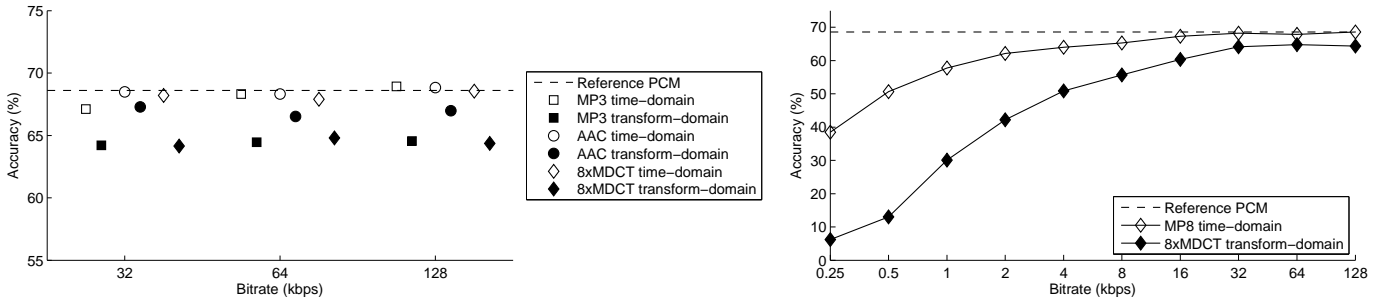 75
70
65
60
55
Accuracy (%)
32
64
128
Bitrate (kbps)
Reference PCM
MP3 time−domain
MP3 transform−domain
AAC time−domain
AAC transform−domain
8xMDCT time−domain
8xMDCT transform−domain
70
60
50
40
30
20
10
0
Accuracy (%)
0.25
0.5
1
2
4
8
16
32
64
128
Bitrate (kbps)
Reference PCM
MP8 time−domain
8xMDCT transform−domain